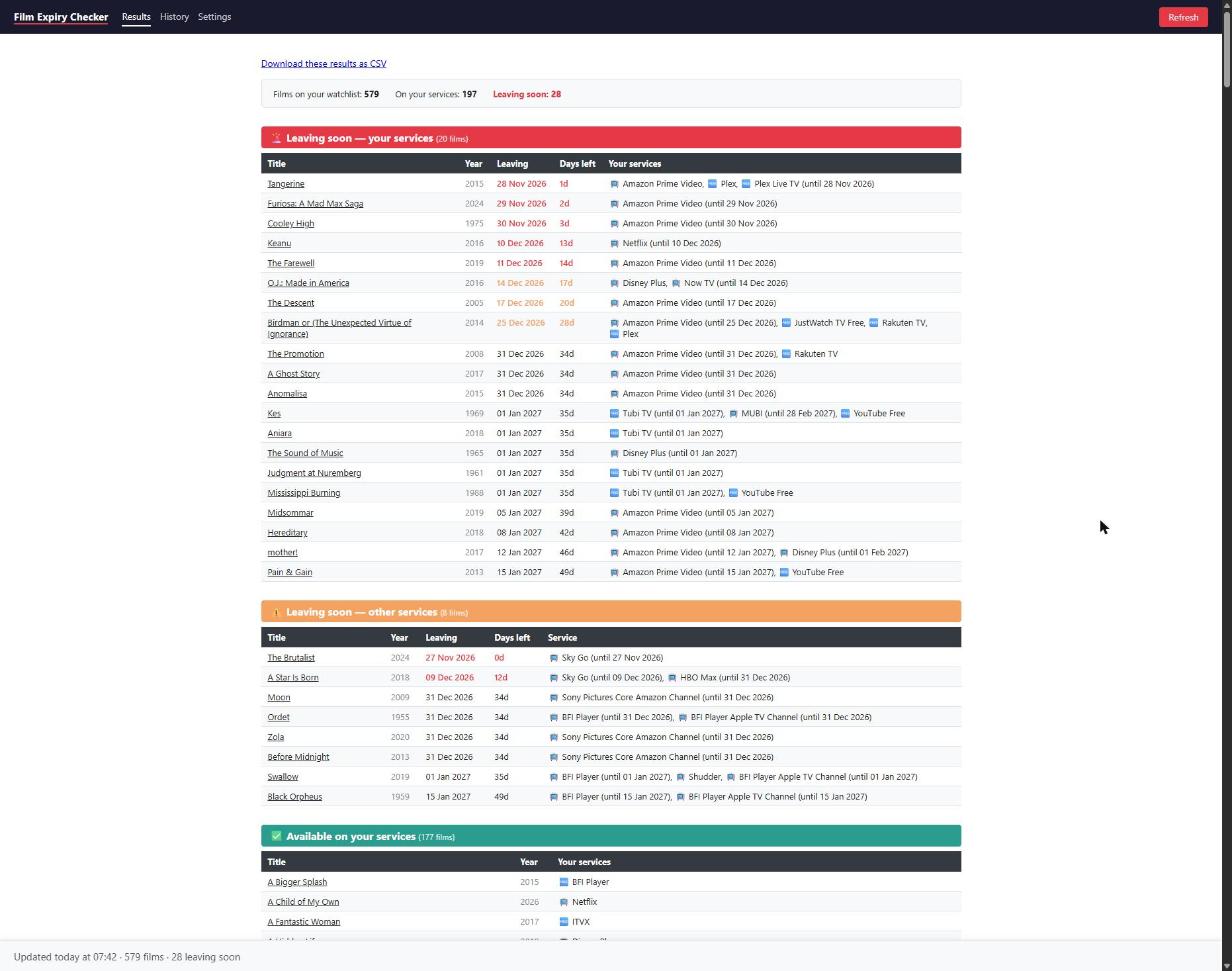 Film Expiry Checker Results History Settings Refresh
Download these results as CSV
Films on your watchlist: 579 On your services: 197 Leaving soon: 28
Leaving soon — your services (20 films)
Title Year Leaving Days left Your services
Tangerine 2015 28 Nov 2026 1d Amazon Prime Video, Plex, Plex Live TV (until 28 Nov 2026)
Furiosa: A Mad Max Saga 2024 29 Nov 2026 2d Amazon Prime Video (until 29 Nov 2026)
Cooley High 1975 30 Nov 2026 3d Amazon Prime Video (until 30 Nov 2026)
Keanu 2016 10 Dec 2026 13d Netflix (until 10 Dec 2026)
The Farewell 2019 11 Dec 2026 14d Amazon Prime Video (until 11 Dec 2026)
O.J.: Made in America 2016 14 Dec 2026 17d Disney Plus, Now TV (until 14 Dec 2026)
The Descent 2005 17 Dec 2026 20d Amazon Prime Video (until 17 Dec 2026)
Birdman or (The Unexpected Virtue of 2014 25 Dec 2026 28d Amazon Prime Video (until 25 Dec 2026), JustWatch TV Free, Rakuten TV,
Ignorance) Plex
The Promotion 2008 31 Dec 2026 34d Amazon Prime Video (until 31 Dec 2026), Rakuten TV
A Ghost Story 2017 31 Dec 2026 34d Amazon Prime Video (until 31 Dec 2026)
Anomalisa 2015 31 Dec 2026 34d Amazon Prime Video (until 31 Dec 2026)
Kes 1969 01 Jan 2027 35d Tubi TV (until 01 Jan 2027), MUBI (until 28 Feb 2027), YouTube Free
Aniara 2018 01 Jan 2027 35d Tubi TV (until 01 Jan 2027)
The Sound of Music 1965 01 Jan 2027 35d Disney Plus (until 01 Jan 2027)
Judgment at Nuremberg 1961 01 Jan 2027 35d Tubi TV (until 01 Jan 2027)
Mississippi Burning 1988 01 Jan 2027 35d Tubi TV (until 01 Jan 2027), YouTube Free
Midsommar 2019 05 Jan 2027 39d Amazon Prime Video (until 05 Jan 2027)
Hereditary 2018 08 Jan 2027 42d Amazon Prime Video (until 08 Jan 2027)
mother! 2017 12 Jan 2027 46d Amazon Prime Video (until 12 Jan 2027), Disney Plus (until 01 Feb 2027)
Pain & Gain 2013 15 Jan 2027 49d Amazon Prime Video (until 15 Jan 2027), YouTube Free
Leaving soon — other services (8 films)
Title Year Leaving Days left Service
The Brutalist 2024 27 Nov 2026 0d Sky Go (until 27 Nov 2026)
A Star Is Born 2018 09 Dec 2026 12d Sky Go (until 09 Dec 2026), HBO Max (until 31 Dec 2026)
Moon 2009 31 Dec 2026 34d Sony Pictures Core Amazon Channel (until 31 Dec 2026)
Ordet 1955 31 Dec 2026 34d BFI Player (until 31 Dec 2026), BFI Player Apple TV Channel (until 31 Dec 2026)
Zola 2020 31 Dec 2026 34d Sony Pictures Core Amazon Channel (until 31 Dec 2026)
Before Midnight 2013 31 Dec 2026 34d Sony Pictures Core Amazon Channel (until 31 Dec 2026)
Swallow 2019 01 Jan 2027 35d BFI Player (until 01 Jan 2027), Shudder, BFI Player Apple TV Channel (until 01 Jan 2027)
Black Orpheus 1959 15 Jan 2027 49d BFI Player (until 15 Jan 2027), BFI Player Apple TV Channel (until 15 Jan 2027)
Available on your services (177 films)
Title Year Your services
A Bigger Splash 2015 BFI Player
A Child of My Own 2026 Netflix
A Fantastic Woman 2017 ITVX
Updated today at 07:42 · 579 films · 28 leaving soon